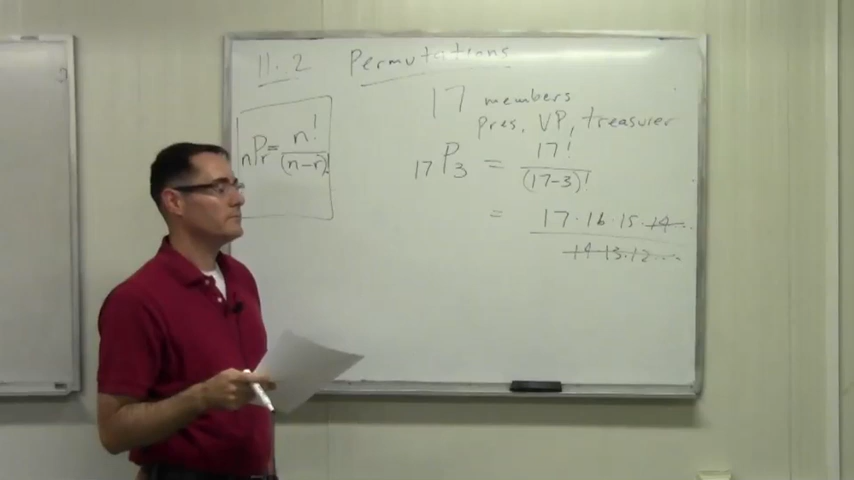 11.2 Permutations
nPr = n!/(n-r)!
17 members
Pres, VP, treasurer
17P3 = 17!/(17-3)!
= 17·16·15·14···/14·13·12···